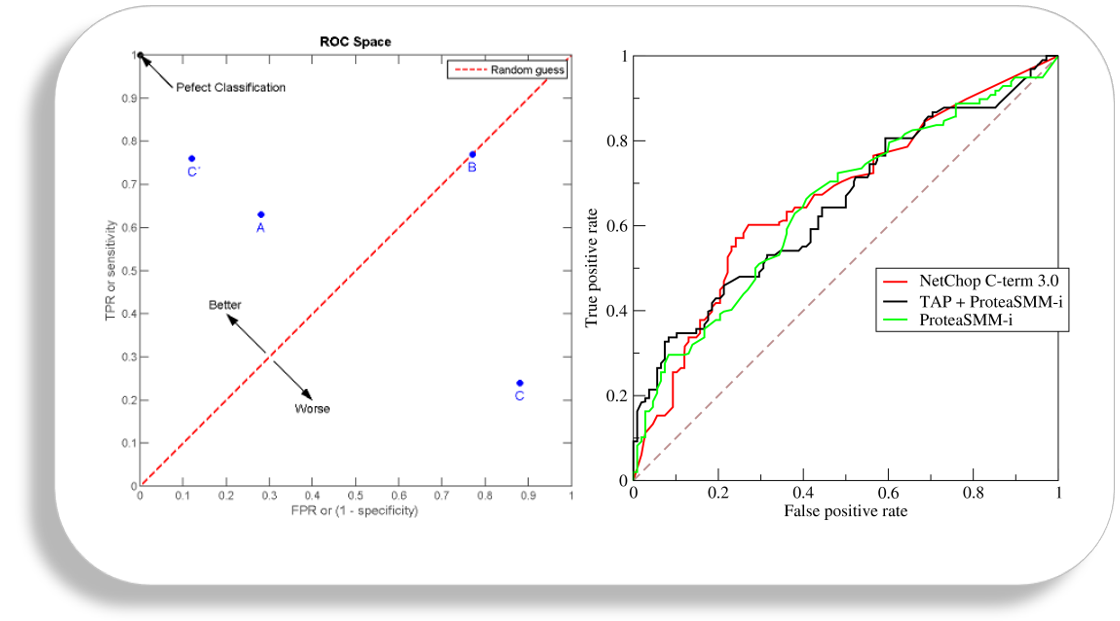 ROC Space
Random guess
Pefect Classification
C´
A
B
C
Better
Worse
1
0.9
0.8
0.7
0.6
0.5
0.4
0.3
0.2
0.1
0
TPR or sensitivity
0 0.1 0.2 0.3 0.4 0.5 0.6 0.7 0.8 0.9 1
FPR or (1 - specificity)
1
0.8
0.6
0.4
0.2
0
True positive rate
NetChop C-term 3.0
TAP + ProteaSMM-i
ProteaSMM-i
0 0.2 0.4 0.6 0.8 1
False positive rate